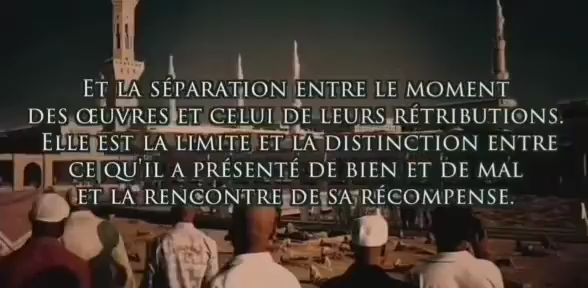 Et la séparation entre le moment
des œuvres et celui de leurs rétributions.
Elle est la limite et la distinction entre
ce qu'il a présenté de bien et de mal
et la rencontre de sa récompense.